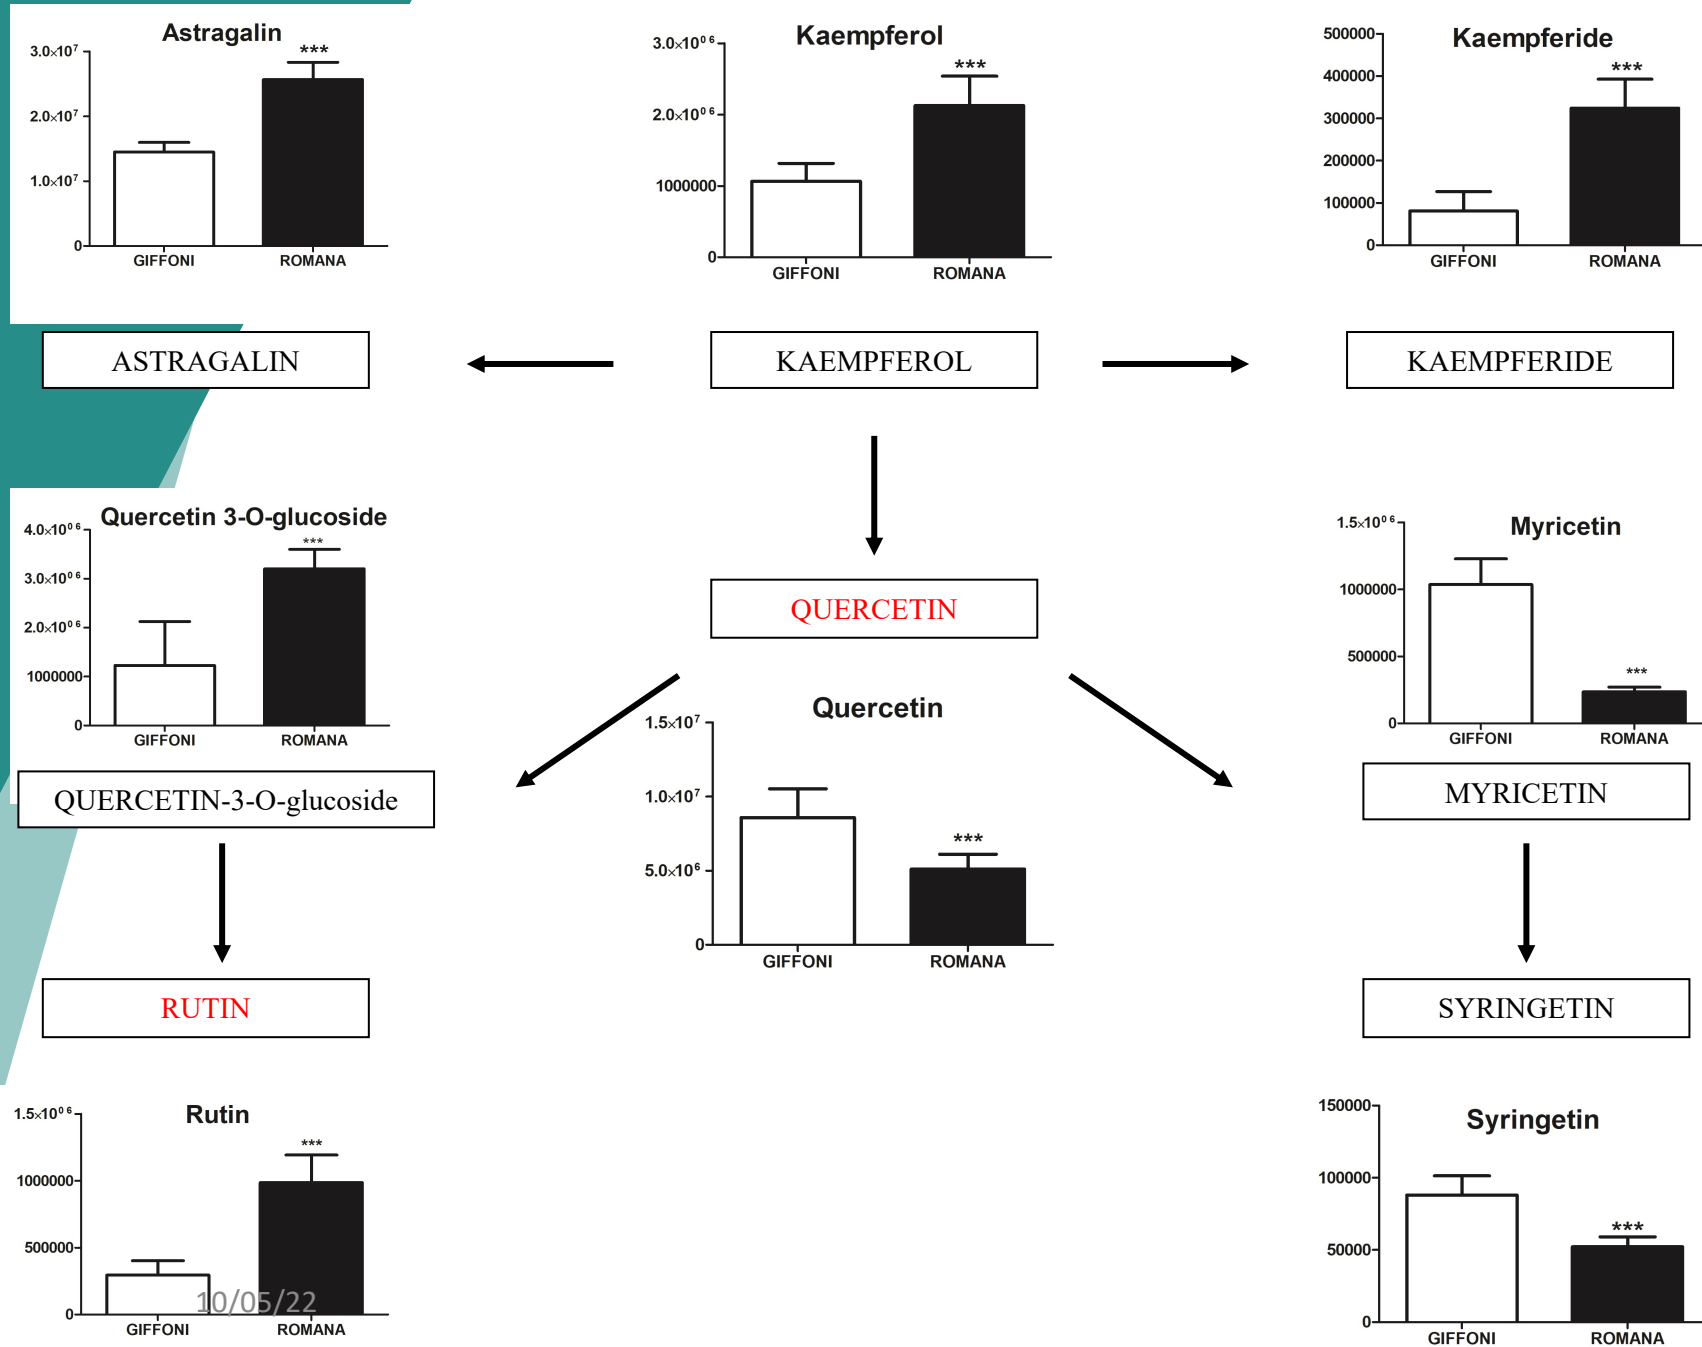 Astragalin
3.0×10⁷
***
2.0×10⁷
1.0×10⁷
0
GIFFONI ROMANA
Kaempferol
3.0×10⁰⁶
***
2.0×10⁰⁶
1000000
0
GIFFONI ROMANA
Kaempferide
500000
***
400000
300000
200000
100000
0
GIFFONI ROMANA
ASTRAGALIN
KAEMPFEROL
KAEMPFERIDE
Quercetin 3-O-glucoside
4.0×10⁰⁶
***
3.0×10⁰⁶
2.0×10⁰⁶
1000000
0
GIFFONI ROMANA
QUERCETIN-3-O-glucoside
QUERCETIN
Quercetin
1.5×10⁷
1.0×10⁷
***
5.0×10⁶
0
GIFFONI ROMANA
Myricetin
1.5×10⁰⁶
1000000
500000
***
0
GIFFONI ROMANA
MYRICETIN
RUTIN
SYRINGETIN
Rutin
1.5×10⁰⁶
***
1000000
500000
0
GIFFONI ROMANA
10/05/22
Syringetin
150000
100000
***
50000
0
GIFFONI ROMANA